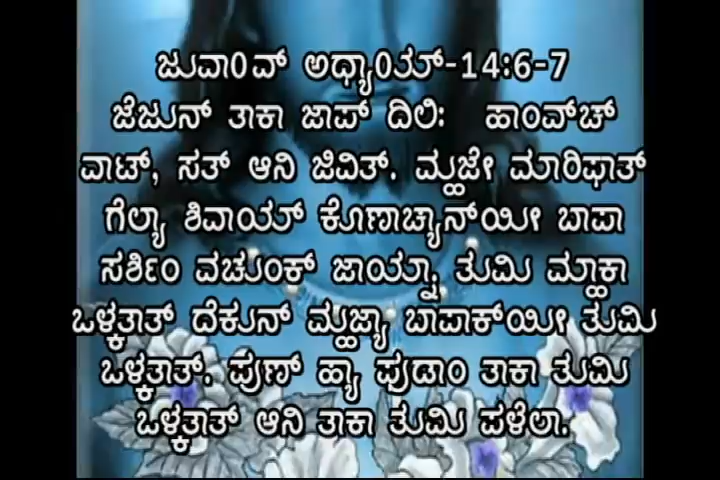 ಜುವಾಂವ್ ಅಧ್ಯಾಂಯ್-14:6-7
ಜೆಜುನ್ ತಾಕಾ ಜಾಪ್ ದಿಲಿ: ಹಾಂವ್‌ಚ್
ವಾಟ್, ಸತ್ ಆನಿ ಜಿವಿತ್. ಮ್ಹಜೇ ಮಾರಿಫಾತ್
ಗೆಲ್ಯಾ ಶಿವಾಯ್ ಕೊಣಾಚ್ಯಾನ್‌ಯೀ ಬಾಪಾ
ಸರ್ಶಿಂ ವಚುಂಕ್ ಜಾಯ್ನಾ. ತುಮಿ ಮ್ಹಾಕಾ
ಒಳ್ಕತಾತ್ ದೆಕುನ್ ಮ್ಹಜ್ಯಾ ಬಾಪಾಕ್‌ಯೀ ತುಮಿ
ಒಳ್ಕತಾತ್. ಪುಣ್ ಹ್ಯಾ ಫುಡಾಂ ತಾಕಾ ತುಮಿ
ಒಳ್ಕತಾತ್ ಆನಿ ತಾಕಾ ತುಮಿ ಪಳೆಲಾ.